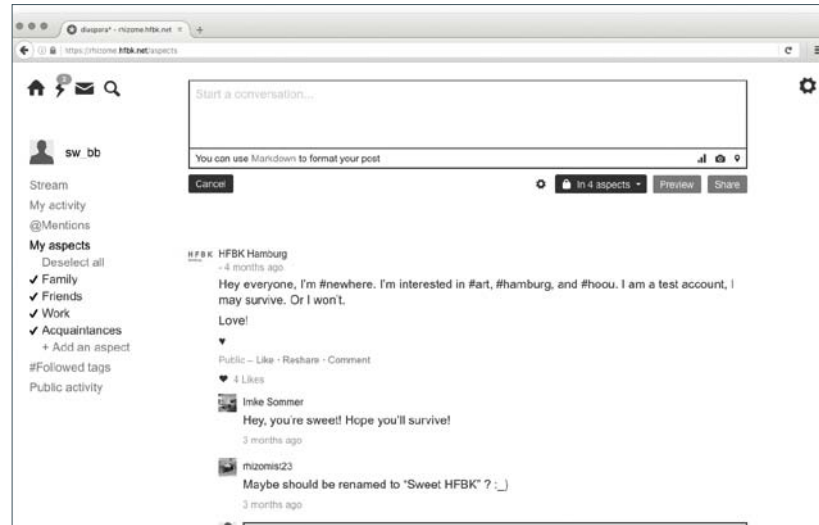 diaspora* - rhizome.hfbk.net
https://rhizome.hfbk.net/aspects
2
Start a conversation...
sw_bb
You can use Markdown to format your post
Cancel
In 4 aspects
Preview
Share
Stream
My activity
@Mentions
My aspects
Deselect all
✔ Family
✔ Friends
✔ Work
✔ Acquaintances
+ Add an aspect
#Followed tags
Public activity
HFBK HFBK Hamburg
- 4 months ago
Hey everyone, I'm #newhere. I'm interested in #art, #hamburg, and #hoou. I am a test account, I
may survive. Or I won't.
Love!
♥
Public – Like · Reshare · Comment
♥ 4 Likes
Imke Sommer
Hey, you're sweet! Hope you'll survive!
3 months ago
rhizomist23
Maybe should be renamed to "Sweet HFBK" ? :_)
3 months ago